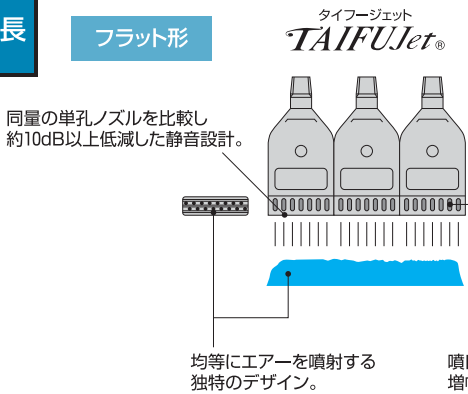 長
フラット形
タイフージェット
TAIFUJet®
同量の単孔ノズルを比較し
約10dB以上低減した静音設計。
均等にエアーを噴射する
独特のデザイン。
噴
増